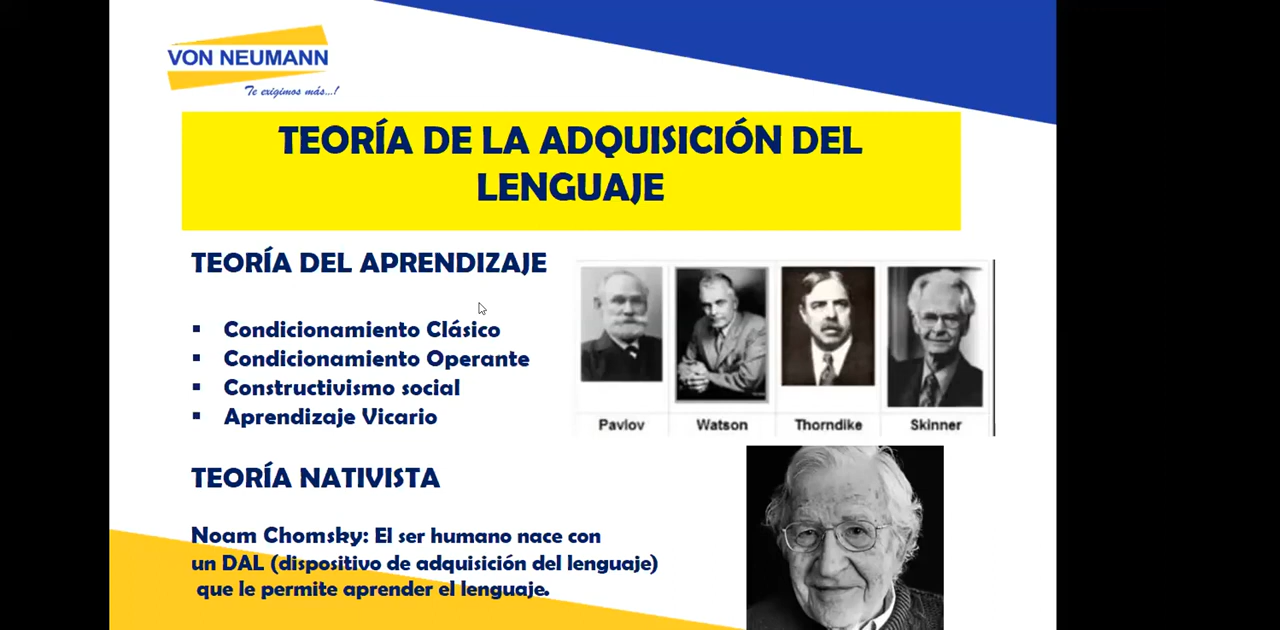 VON NEUMANN
Te exigimos más...!
TEORÍA DE LA ADQUISICIÓN DEL
LENGUAJE
TEORÍA DEL APRENDIZAJE
▪ Condicionamiento Clásico
▪ Condicionamiento Operante
▪ Constructivismo social
▪ Aprendizaje Vicario
Pavlov Watson Thorndike Skinner
TEORÍA NATIVISTA
Noam Chomsky: El ser humano nace con
un DAL (dispositivo de adquisición del lenguaje)
que le permite aprender el lenguaje.